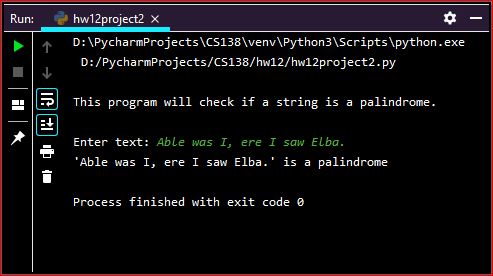 Run: hw12project2 ×
D:\PycharmProjects\CS138\venv\Python3\Scripts\python.exe
D:/PycharmProjects/CS138/hw12/hw12project2.py
This program will check if a string is a palindrome.
Enter text: Able was I, ere I saw Elba.
'Able was I, ere I saw Elba.' is a palindrome
Process finished with exit code 0